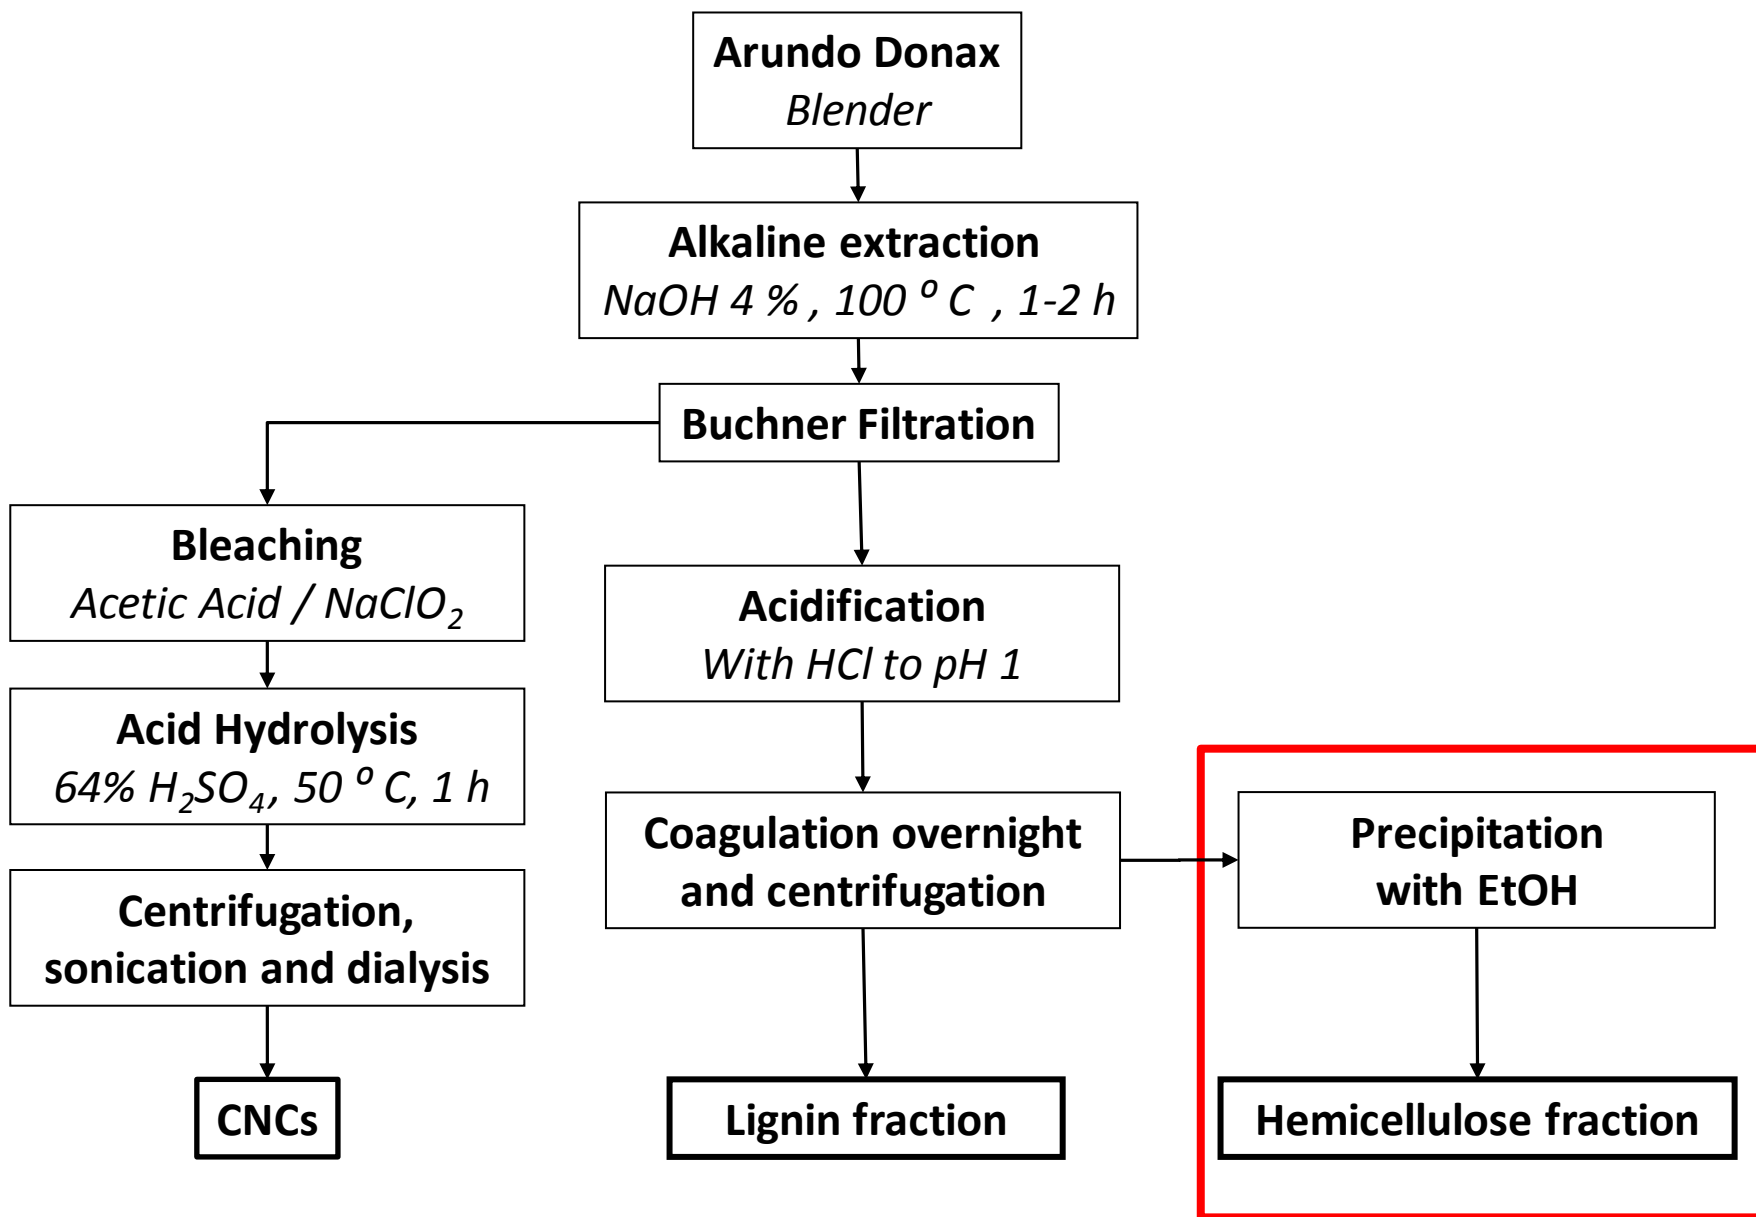 Arundo Donax
Blender
Alkaline extraction
NaOH 4 % , 100 º C , 1-2 h
Buchner Filtration
Bleaching
Acetic Acid / NaClO₂
Acid Hydrolysis
64% H₂SO₄, 50 º C, 1 h
Centrifugation,
sonication and dialysis
CNCs
Acidification
With HCl to pH 1
Coagulation overnight
and centrifugation
Lignin fraction
Precipitation
with EtOH
Hemicellulose fraction